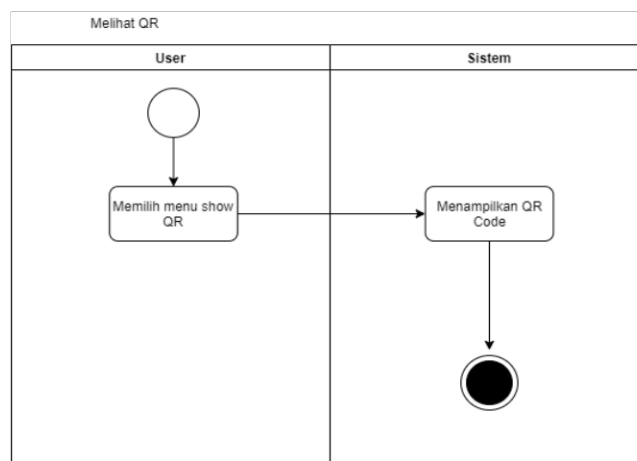 Melihat QR
User
Sistem
Memilih menu show
QR
Menampilkan QR
Code